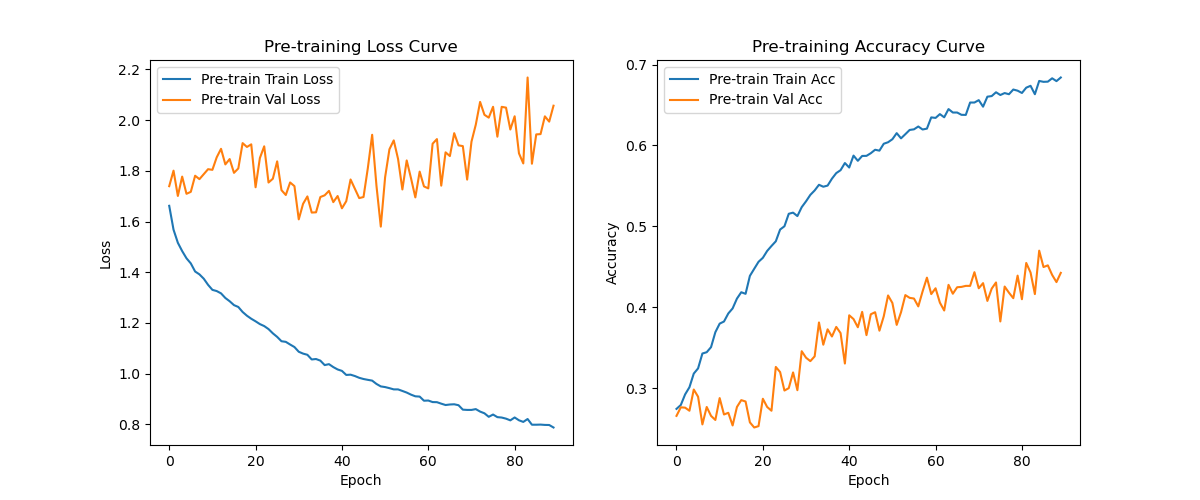 Pre-training Loss Curve
Pre-train Train Loss
Pre-train Val Loss
2.2
2.0
1.8
1.6
1.4
1.2
1.0
0.8
Loss
0
20
40
60
80
Epoch
Pre-training Accuracy Curve
Pre-train Train Acc
Pre-train Val Acc
0.7
0.6
0.5
0.4
0.3
Accuracy
0
20
40
60
80
Epoch